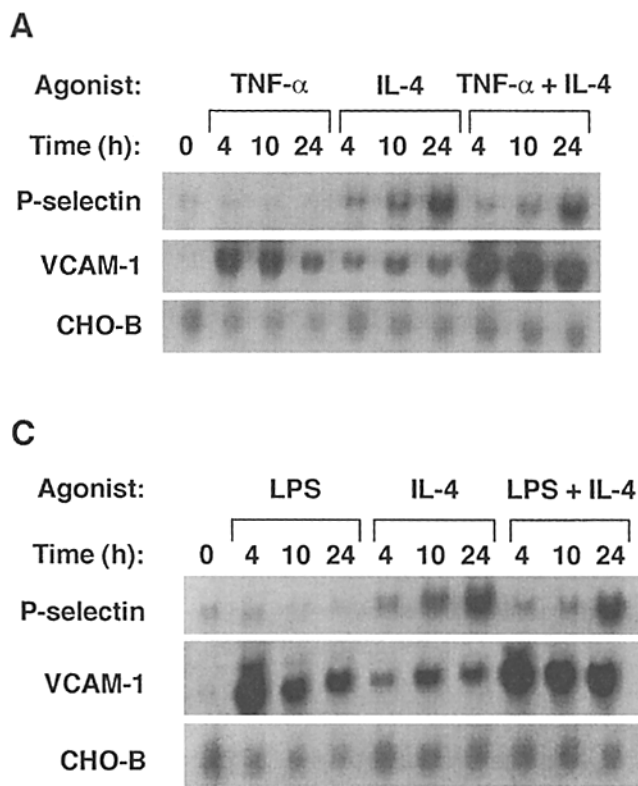 A
Agonist: TNF-α IL-4 TNF-α + IL-4
Time (h): 0 4 10 24 4 10 24 4 10 24
P-selectin
VCAM-1
CHO-B
C
Agonist: LPS IL-4 LPS + IL-4
Time (h): 0 4 10 24 4 10 24 4 10 24
P-selectin
VCAM-1
CHO-B